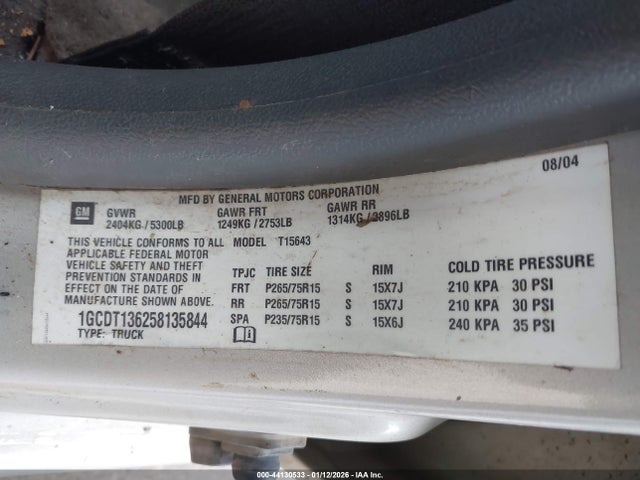 08/04
MFD BY GENERAL MOTORS CORPORATION
GM
GVWR GAWR FRT GAWR RR
2404KG / 5300LB 1249KG / 2753LB 1314KG / 2896LB
THIS VEHICLE CONFORMS TO ALL MODEL T15643
APPLICABLE FEDERAL MOTOR
VEHICLE SAFETY AND THEFT
PREVENTION STANDARDS IN
EFFECT ON THE DATE OF
MANUFACTURE SHOWN ABOVE.
TPJC TIRE SIZE RIM COLD TIRE PRESSURE
FRT P265/75R15 S 15X7J 210 KPA 30 PSI
RR P265/75R15 S 15X7J 210 KPA 30 PSI
SPA P235/75R15 S 15X6J 240 KPA 35 PSI
1GCDT136258135844
TYPE: TRUCK
000-44130533 - 01/12/2026 - IAA Inc.